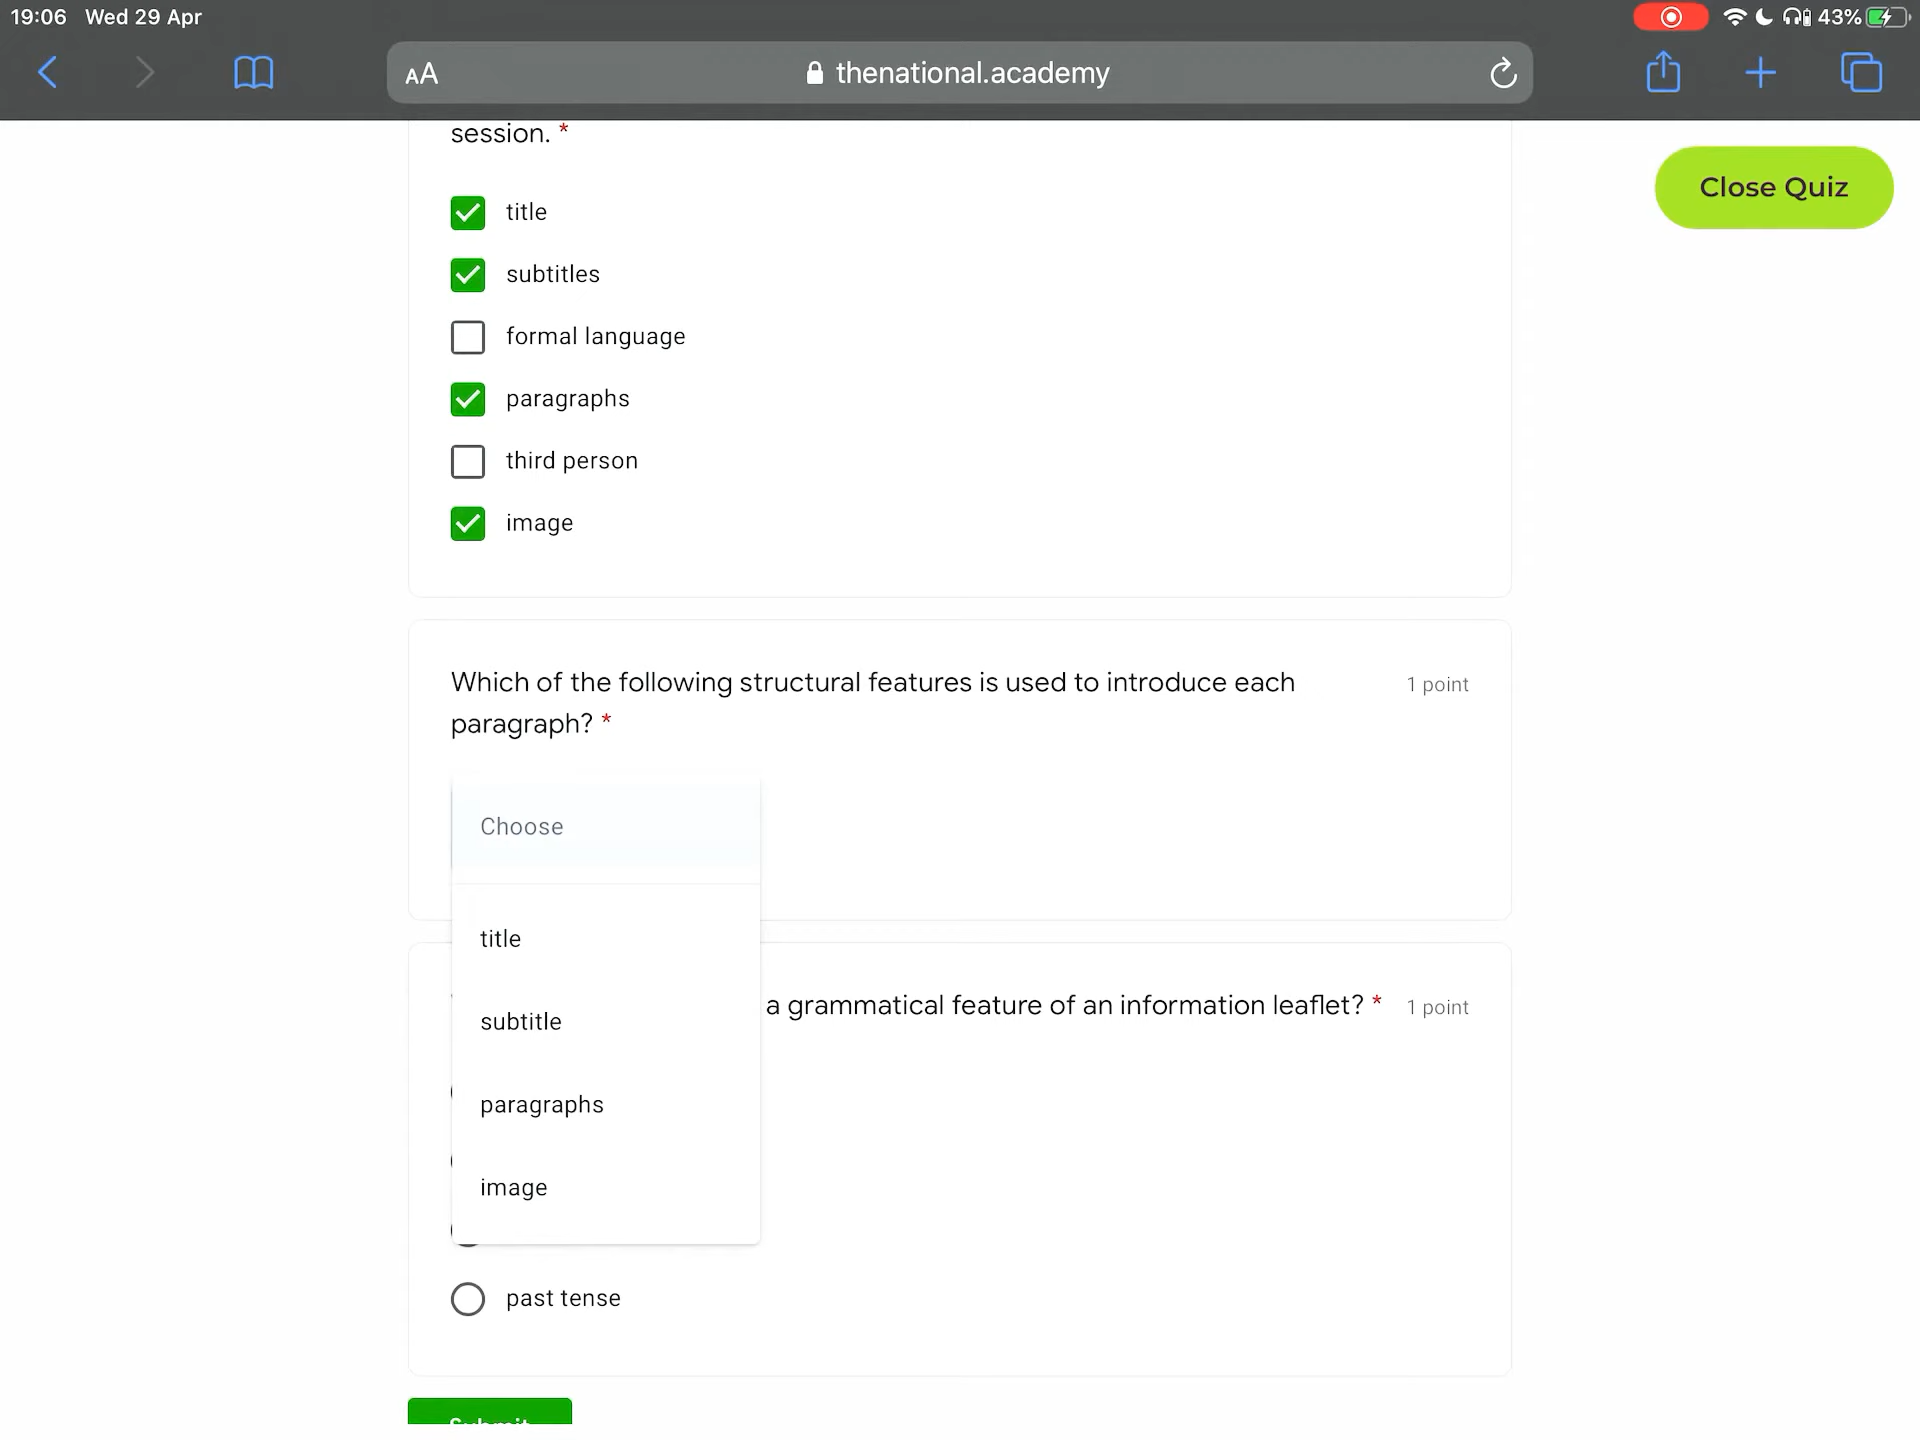 19:06 Wed 29 Apr
43%
AA
thenational.academy
session. *
Close Quiz
title
subtitles
formal language
paragraphs
third person
image
Which of the following structural features is used to introduce each
1 point
paragraph? *
Choose
title
subtitle
a grammatical feature of an information leaflet? *
1 point
paragraphs
image
past tense